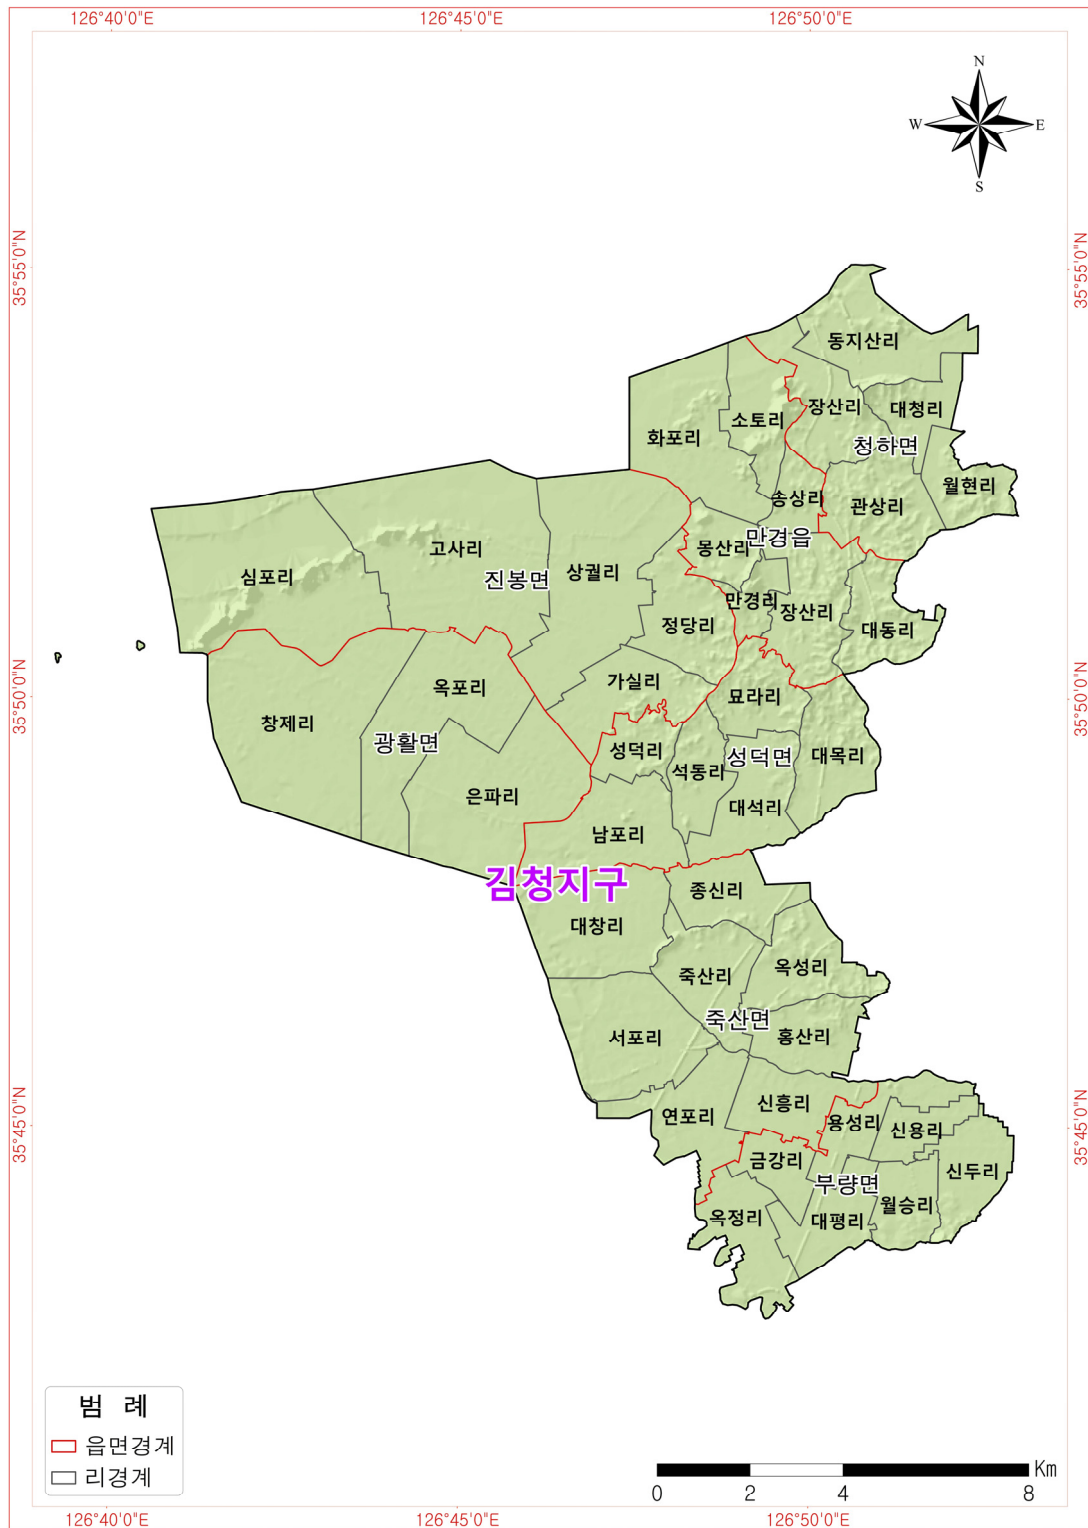 126°40'0"E
126°45'0"E
126°50'0"E
N
W
E
S
35°55'0"N
35°55'0"N
동지산리
장산리
대청리
소토리
화포리
청하면
월현리
송상리
관상리
만경읍
몽산리
고사리
상궐리
심포리
진봉면
만경리
장산리
정당리
대동리
가실리
옥포리
묘라리
35°50'0"N
35°50'0"N
창제리
광활면
성덕리
성덕면
대목리
석동리
은파리
대석리
남포리
김청지구
종신리
대창리
옥성리
죽산리
죽산면
서포리
홍산리
신흥리
연포리
용성리
신용리
35°45'0"N
35°45'0"N
금강리
신두리
부량면
월승리
옥정리
대평리
범 례
읍면경계
리경계
Km
0 2 4 8
126°40'0"E
126°45'0"E
126°50'0"E